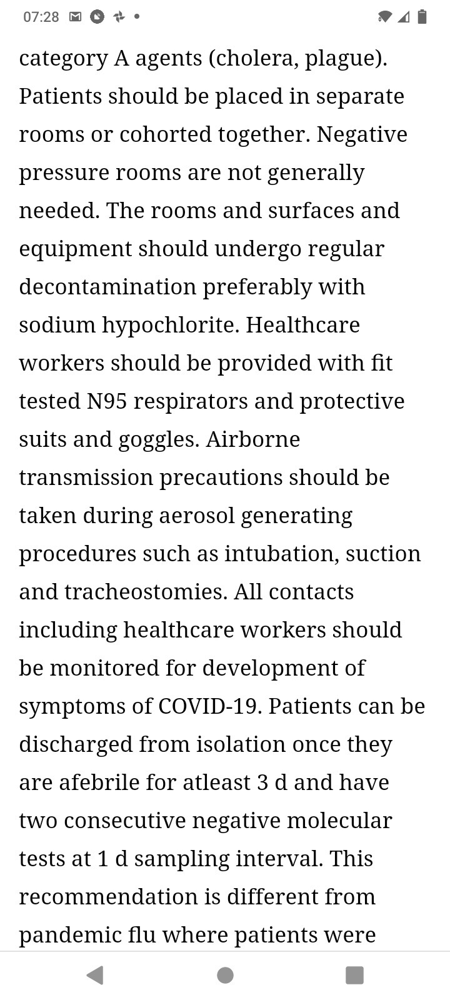 07:28
category A agents (cholera, plague).
Patients should be placed in separate
rooms or cohorted together. Negative
pressure rooms are not generally
needed. The rooms and surfaces and
equipment should undergo regular
decontamination preferably with
sodium hypochlorite. Healthcare
workers should be provided with fit
tested N95 respirators and protective
suits and goggles. Airborne
transmission precautions should be
taken during aerosol generating
procedures such as intubation, suction
and tracheostomies. All contacts
including healthcare workers should
be monitored for development of
symptoms of COVID-19. Patients can be
discharged from isolation once they
are afebrile for atleast 3 d and have
two consecutive negative molecular
tests at 1 d sampling interval. This
recommendation is different from
pandemic flu where patients were